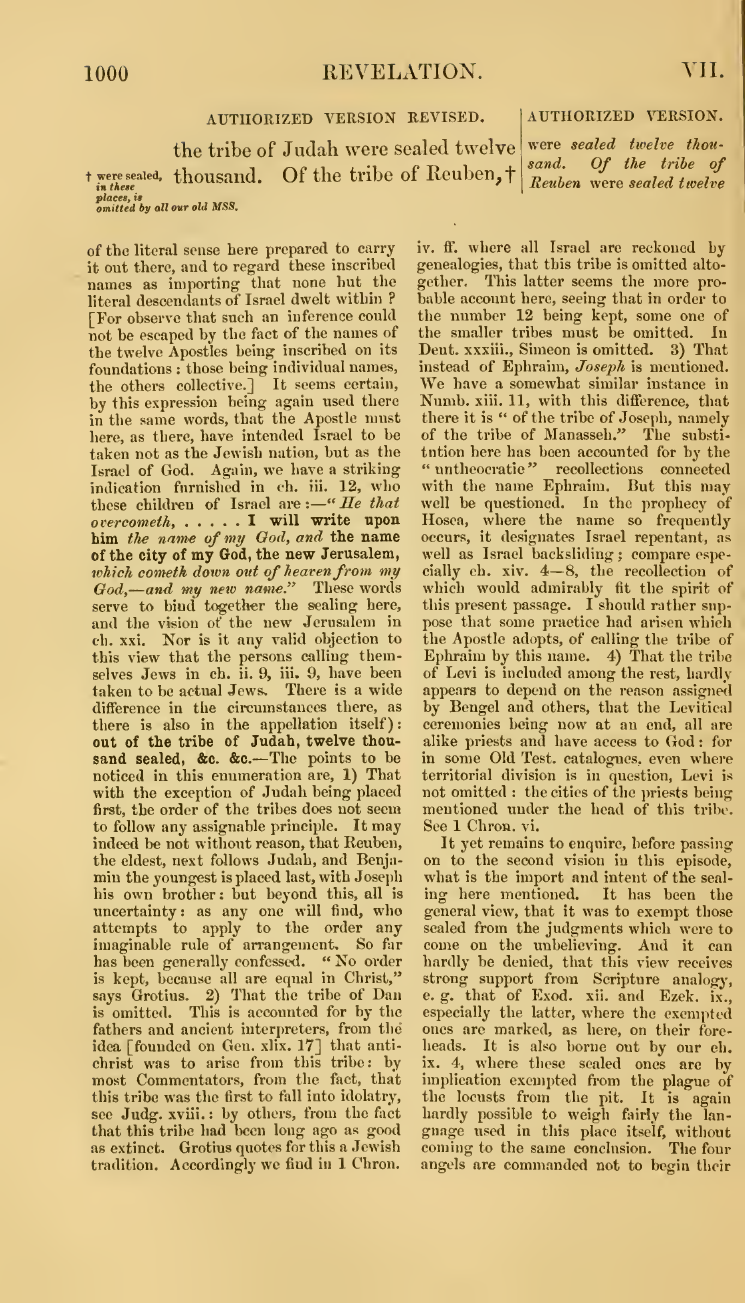 1000 REVELATION. VII.
AUTHORIZED VERSION REVISED.
the tribe of Judah were sealed twelve
† were sealed, thousand. Of the tribe of Reuben,†
in these
places, is
omitted by all our old MSS.
AUTHORIZED VERSION.
were sealed twelve thou-
sand. Of the tribe of
Reuben were sealed twelve
of the literal sense here prepared to carry
it out there, and to regard these inscribed
names as importing that none but the
literal descendants of Israel dwelt within ?
[For observe that such an inference could
not be escaped by the fact of the names of
the twelve Apostles being inscribed on its
foundations : those being individual names,
the others collective.] It seems certain,
by this expression being again used there
in the same words, that the Apostle must
here, as there, have intended Israel to be
taken not as the Jewish nation, but as the
Israel of God. Again, we have a striking
indication furnished in ch. iii. 12, who
these children of Israel are :—“ He that
overcometh, . . . . . I will write upon
him the name of my God, and the name
of the city of my God, the new Jerusalem,
which cometh down out of heaven from my
God,—and my new name.” These words
serve to bind together the sealing here,
and the vision of the new Jerusalem in
ch. xxi. Nor is it any valid objection to
this view that the persons calling them-
selves Jews in ch. ii. 9, iii. 9, have been
taken to be actual Jews. There is a wide
difference in the circumstances there, as
there is also in the appellation itself) :
out of the tribe of Judah, twelve thou-
sand sealed, &c. &c.—The points to be
noticed in this enumeration are, 1) That
with the exception of Judah being placed
first, the order of the tribes does not seem
to follow any assignable principle. It may
indeed be not without reason, that Reuben,
the eldest, next follows Judah, and Benja-
min the youngest is placed last, with Joseph
his own brother : but beyond this, all is
uncertainty : as any one will find, who
attempts to apply to the order any
imaginable rule of arrangement. So far
has been generally confessed. “ No order
is kept, because all are equal in Christ,”
says Grotius. 2) That the tribe of Dan
is omitted. This is accounted for by the
fathers and ancient interpreters, from the
idea [founded on Gen. xlix. 17] that anti-
christ was to arise from this tribe : by
most Commentators, from the fact, that
this tribe was the first to fall into idolatry,
see Judg. xviii. : by others, from the fact
that this tribe had been long ago as good
as extinct. Grotius quotes for this a Jewish
tradition. Accordingly we find in 1 Chron.
iv. ff. where all Israel are reckoned by
genealogies, that this tribe is omitted alto-
gether. This latter seems the more pro-
bable account here, seeing that in order to
the number 12 being kept, some one of
the smaller tribes must be omitted. In
Deut. xxxiii., Simeon is omitted. 3) That
instead of Ephraim, Joseph is mentioned.
We have a somewhat similar instance in
Numb. xiii. 11, with this difference, that
there it is “ of the tribe of Joseph, namely
of the tribe of Manasseh.” The substi-
tution here has been accounted for by the
“ untheocratic ” recollections connected
with the name Ephraim. But this may
well be questioned. In the prophecy of
Hosea, where the name so frequently
occurs, it designates Israel repentant, as
well as Israel backsliding ; compare espe-
cially ch. xiv. 4—8, the recollection of
which would admirably fit the spirit of
this present passage. I should rather sup-
pose that some practice had arisen which
the Apostle adopts, of calling the tribe of
Ephraim by this name. 4) That the tribe
of Levi is included among the rest, hardly
appears to depend on the reason assigned
by Bengel and others, that the Levitical
ceremonies being now at an end, all are
alike priests and have access to God : for
in some Old Test. catalogues, even where
territorial division is in question, Levi is
not omitted : the cities of the priests being
mentioned under the head of this tribe.
See 1 Chron. vi.
It yet remains to enquire, before passing
on to the second vision in this episode,
what is the import and intent of the seal-
ing here mentioned. It has been the
general view, that it was to exempt those
sealed from the judgments which were to
come on the unbelieving. And it can
hardly be denied, that this view receives
strong support from Scripture analogy,
e. g. that of Exod. xii. and Ezek. ix.,
especially the latter, where the exempted
ones are marked, as here, on their fore-
heads. It is also borne out by our ch.
ix. 4, where these sealed ones are by
implication exempted from the plague of
the locusts from the pit. It is again
hardly possible to weigh fairly the lan-
guage used in this place itself, without
coming to the same conclusion. The four
angels are commanded not to begin their